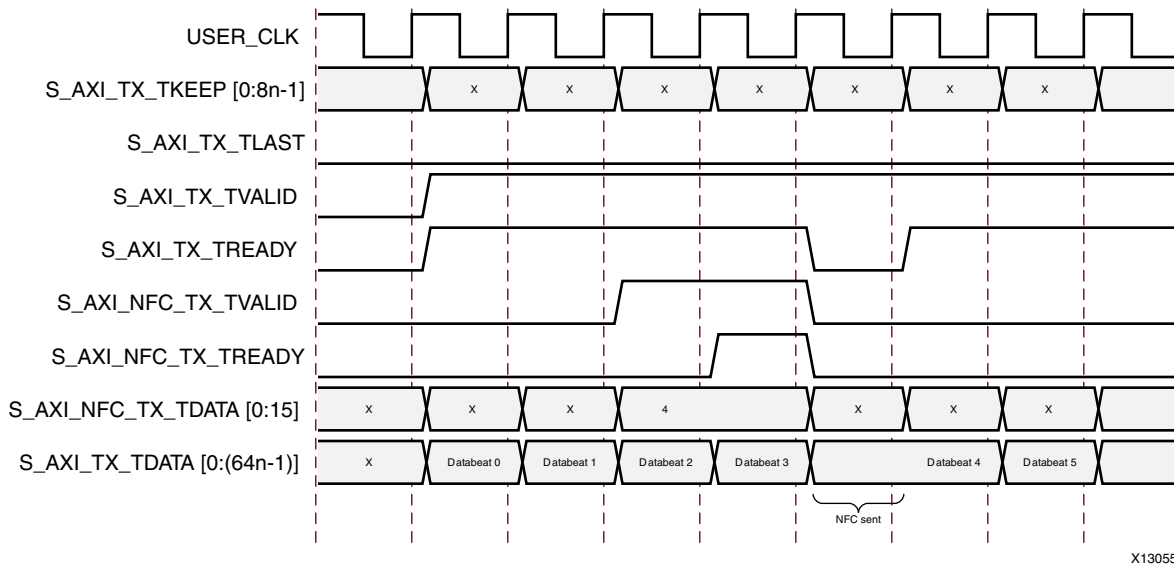 USER_CLK
S_AXI_TX_TKEEP [0:8n-1] X X X X X X X
S_AXI_TX_TLAST
S_AXI_TX_TVALID
S_AXI_TX_TREADY
S_AXI_NFC_TX_TVALID
S_AXI_NFC_TX_TREADY
S_AXI_NFC_TX_TDATA [0:15] X X X 4 X X X
S_AXI_TX_TDATA [0:(64n-1)] X Databeat 0 Databeat 1 Databeat 2 Databeat 3 Databeat 4 Databeat 5
NFC sent
X13055